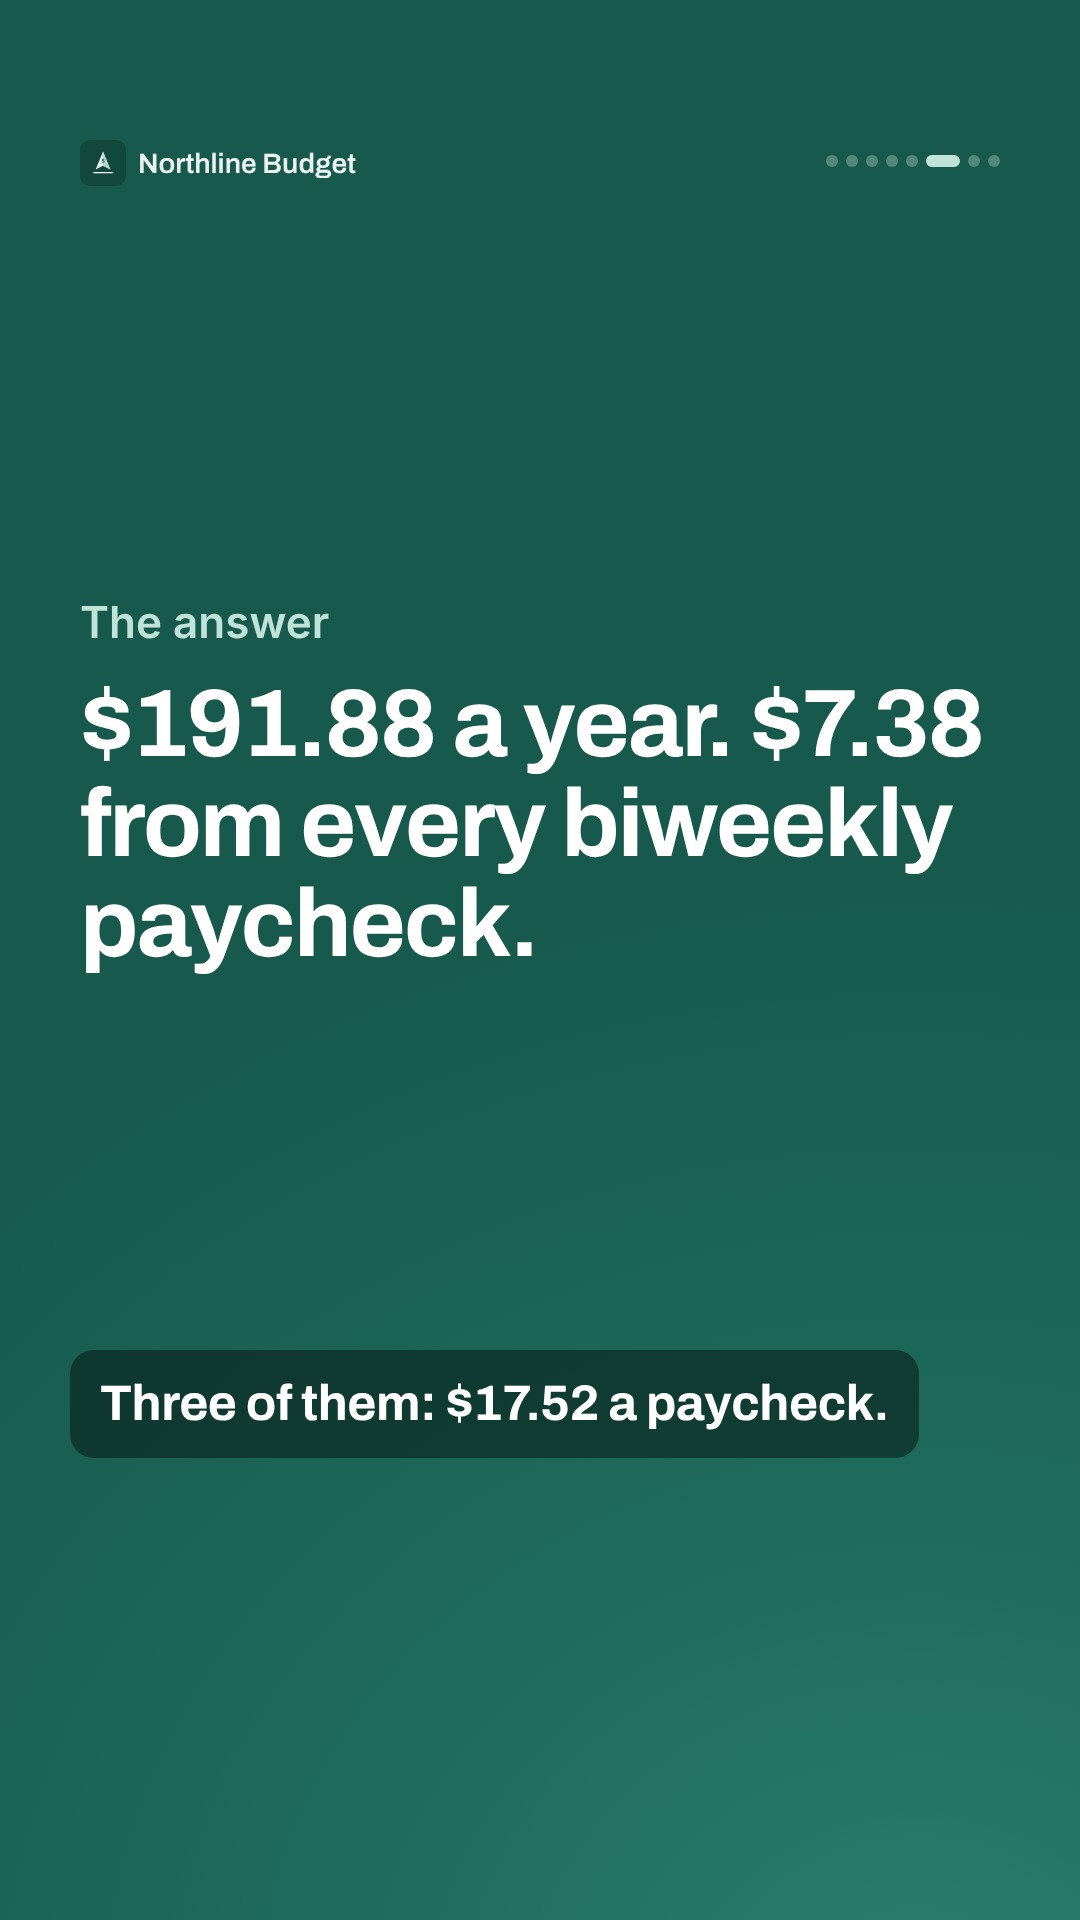 Northline Budget
The answer
$191.88 a year. $7.38
from every biweekly
paycheck.
Three of them: $17.52 a paycheck.